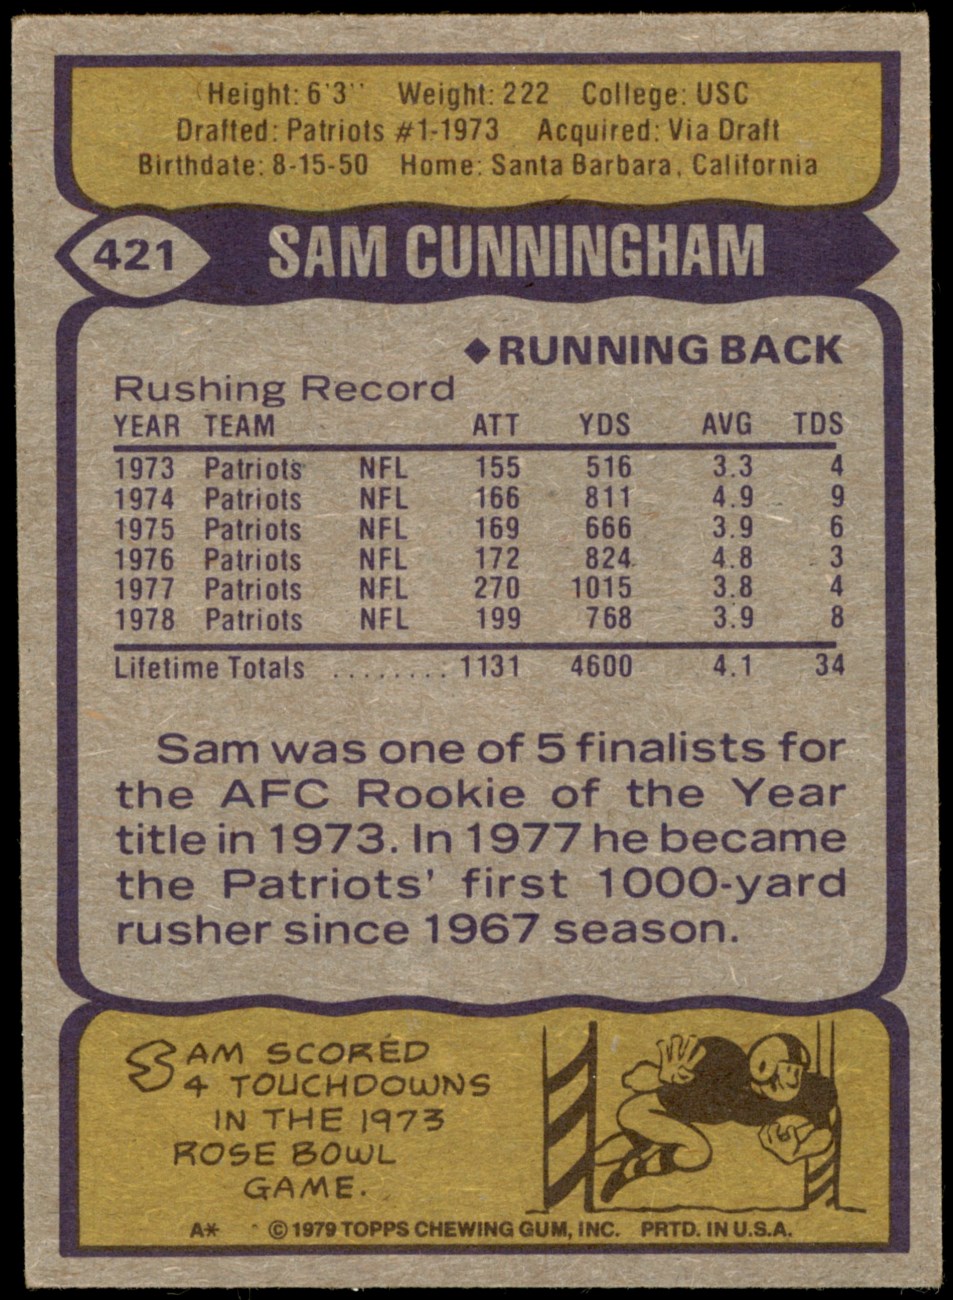 Height: 6'3" Weight: 222 College: USC
Drafted: Patriots #1-1973 Acquired: Via Draft
Birthdate: 8-15-50 Home: Santa Barbara, California
421 SAM CUNNINGHAM
◆RUNNING BACK
Rushing Record
YEAR TEAM ATT YDS AVG TDS
1973 Patriots NFL 155 516 3.3 4
1974 Patriots NFL 166 811 4.9 9
1975 Patriots NFL 169 666 3.9 6
1976 Patriots NFL 172 824 4.8 3
1977 Patriots NFL 270 1015 3.8 4
1978 Patriots NFL 199 768 3.9 8
Lifetime Totals ........ 1131 4600 4.1 34
Sam was one of 5 finalists for
the AFC Rookie of the Year
title in 1973. In 1977 he became
the Patriots' first 1000-yard
rusher since 1967 season.
SAM SCORED
4 TOUCHDOWNS
IN THE 1973
ROSE BOWL
GAME.
A* ©1979 TOPPS CHEWING GUM, INC. PRTD. IN U.S.A.